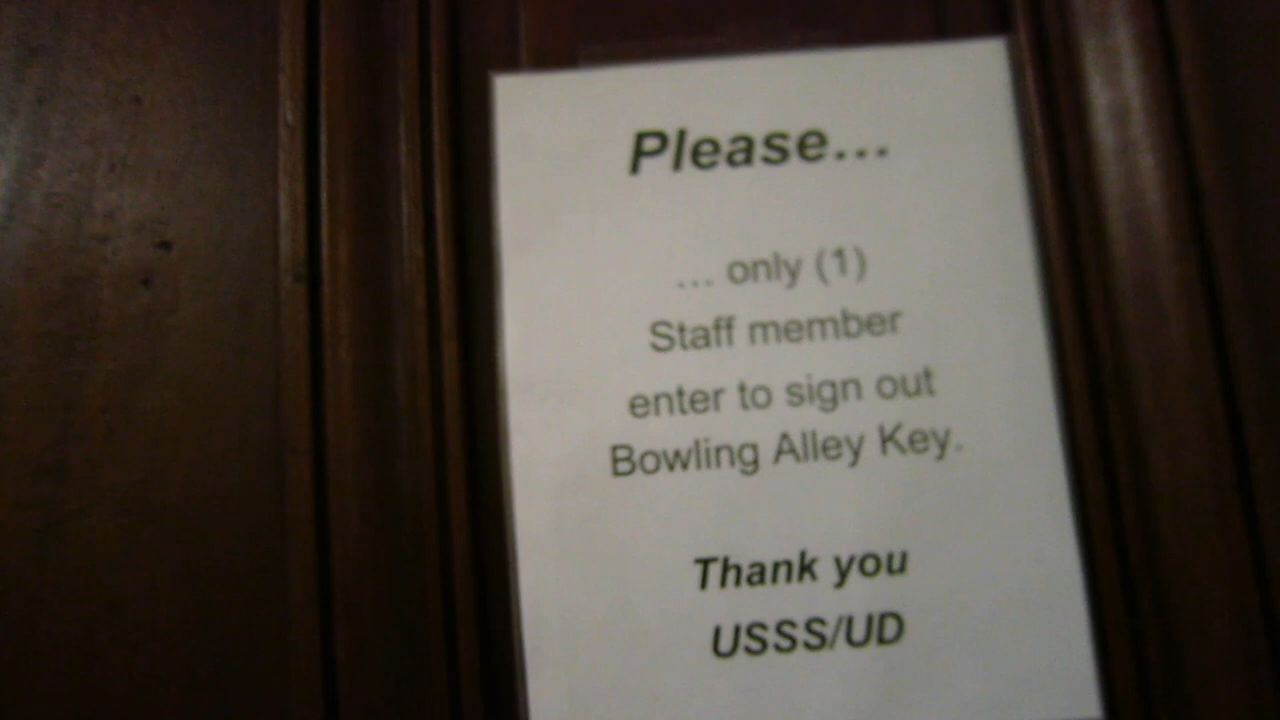 Please...
... only (1)
Staff member
enter to sign out
Bowling Alley Key.
Thank you
USSS/UD